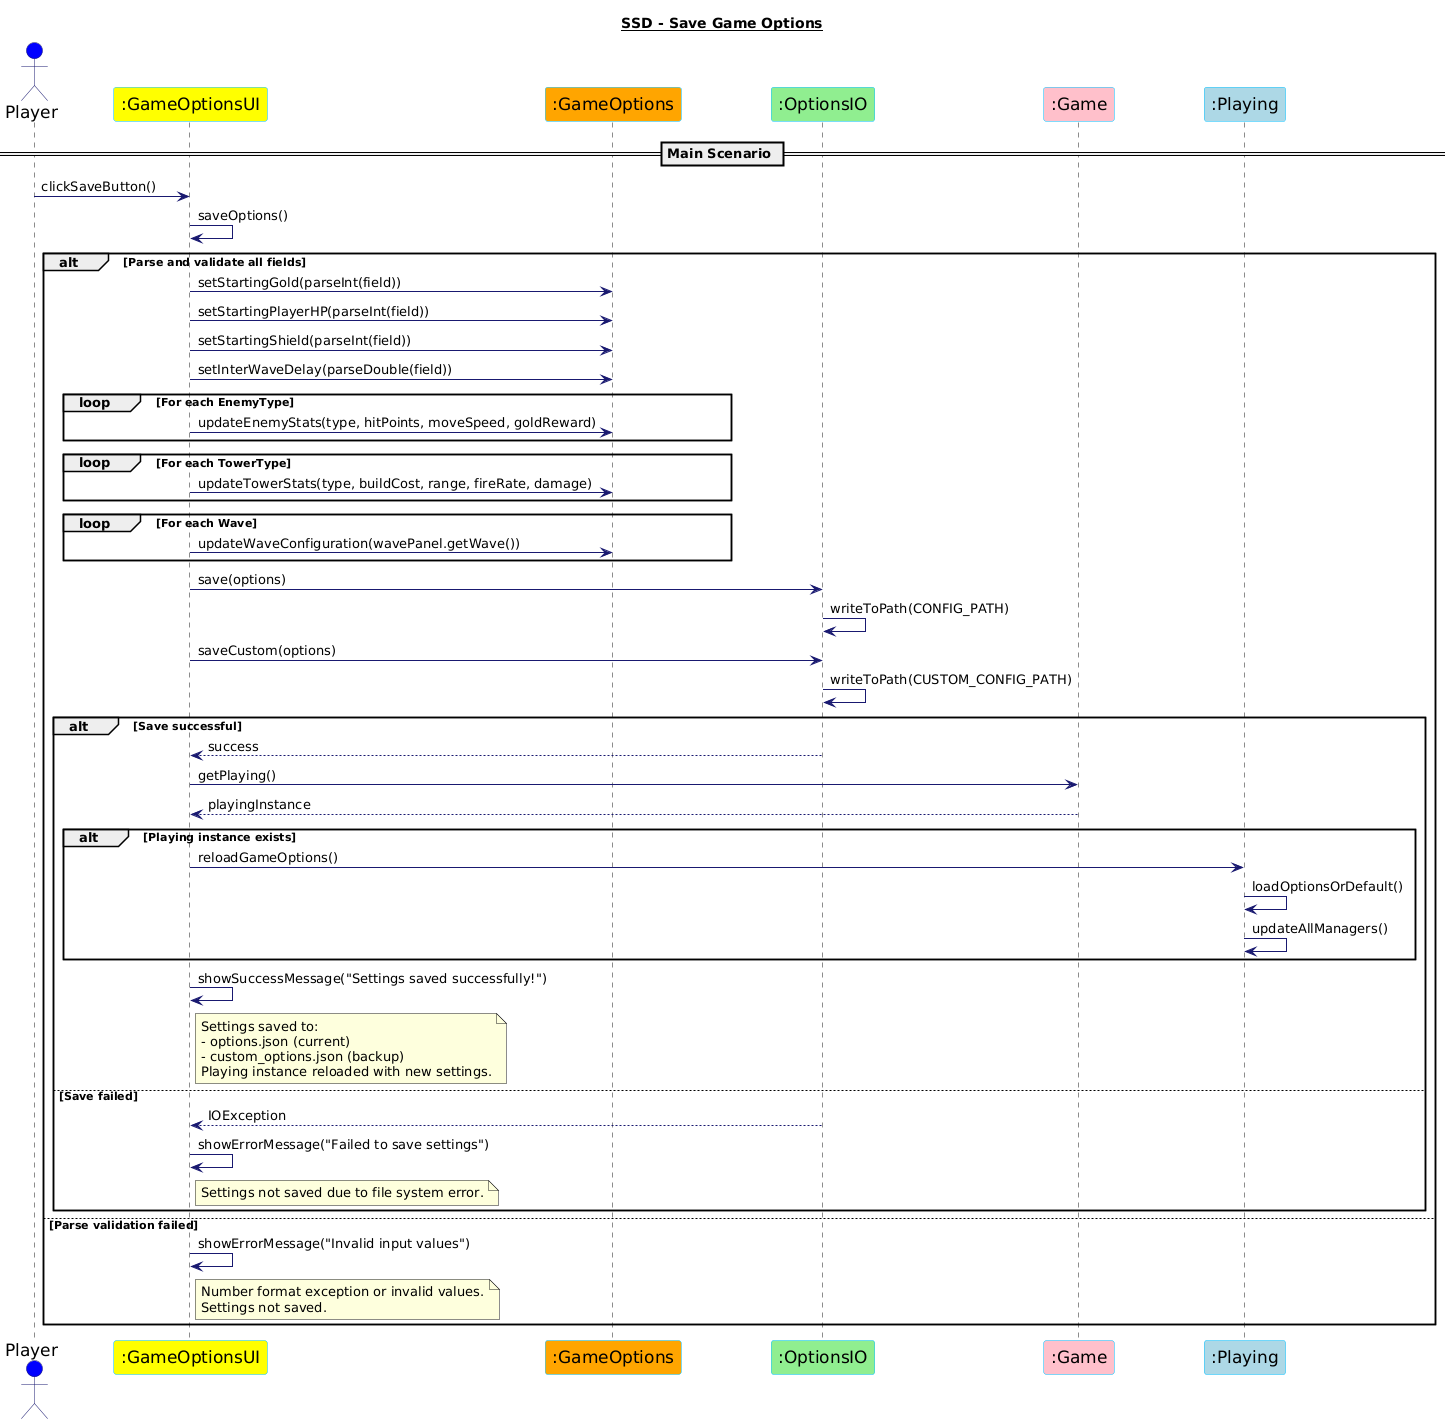 SSD - Save Game Options
Player
:GameOptionsUI
:GameOptions
:OptionsIO
:Game
:Playing
Main Scenario
clickSaveButton()
saveOptions()
alt [Parse and validate all fields]
setStartingGold(parseInt(field))
setStartingPlayerHP(parseInt(field))
setStartingShield(parseInt(field))
setInterWaveDelay(parseDouble(field))
loop [For each EnemyType]
updateEnemyStats(type, hitPoints, moveSpeed, goldReward)
loop [For each TowerType]
updateTowerStats(type, buildCost, range, fireRate, damage)
loop [For each Wave]
updateWaveConfiguration(wavePanel.getWave())
save(options)
writeToPath(CONFIG_PATH)
saveCustom(options)
writeToPath(CUSTOM_CONFIG_PATH)
alt [Save successful]
success
getPlaying()
playingInstance
alt [Playing instance exists]
reloadGameOptions()
loadOptionsOrDefault()
updateAllManagers()
showSuccessMessage("Settings saved successfully!")
Settings saved to:
- options.json (current)
- custom_options.json (backup)
Playing instance reloaded with new settings.
[Save failed]
IOException
showErrorMessage("Failed to save settings")
Settings not saved due to file system error.
[Parse validation failed]
showErrorMessage("Invalid input values")
Number format exception or invalid values.
Settings not saved.
Player
:GameOptionsUI
:GameOptions
:OptionsIO
:Game
:Playing